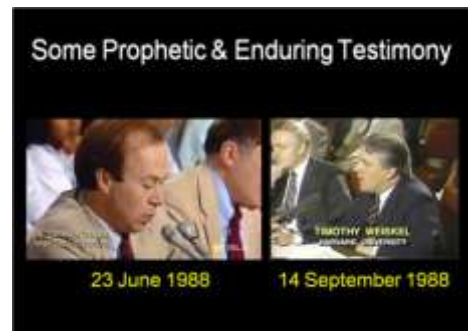 Some Prophetic & Enduring Testimony
TIMOTHY WEISKEL
HARVARD UNIVERSITY
23 June 1988
14 September 1988